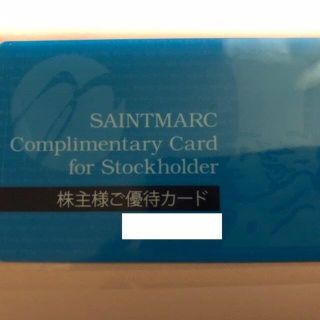 SAINTMARC
Complimentary Card
for Stockholder
株主様ご優待カード